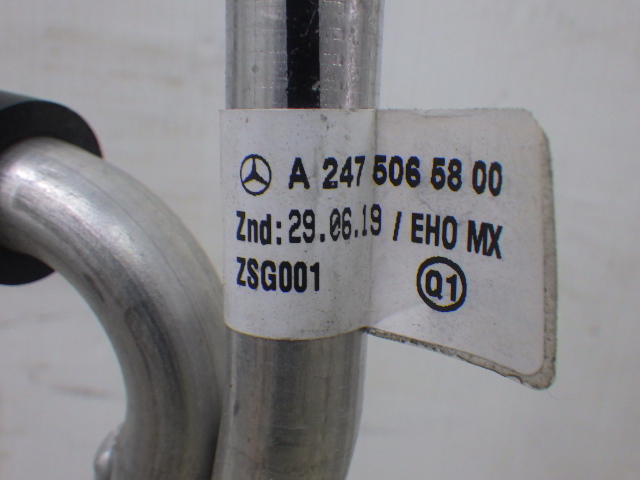 A 247 506 58 00
Znd: 29.06.19 / EHO MX
ZSG001
Q1